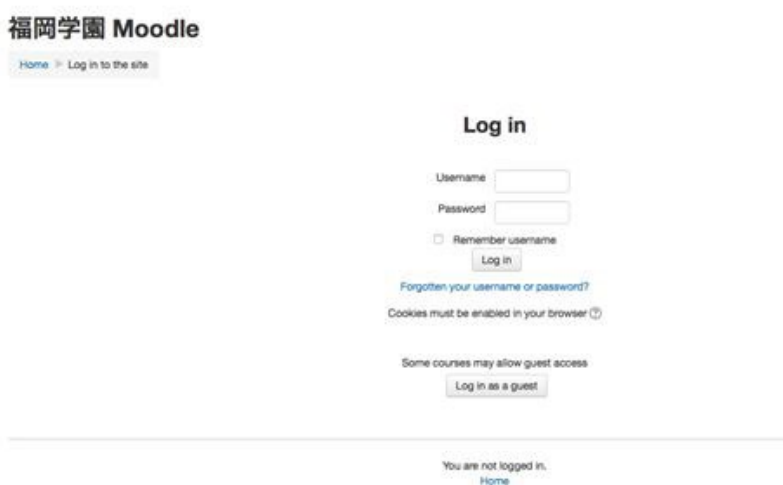 福岡学園 Moodle
Home ▶ Log in to the site
Log in
Username
Password
Remember username
Log in
Forgotten your username or password?
Cookies must be enabled in your browser
Some courses may allow guest access
Log in as a guest
You are not logged in.
Home